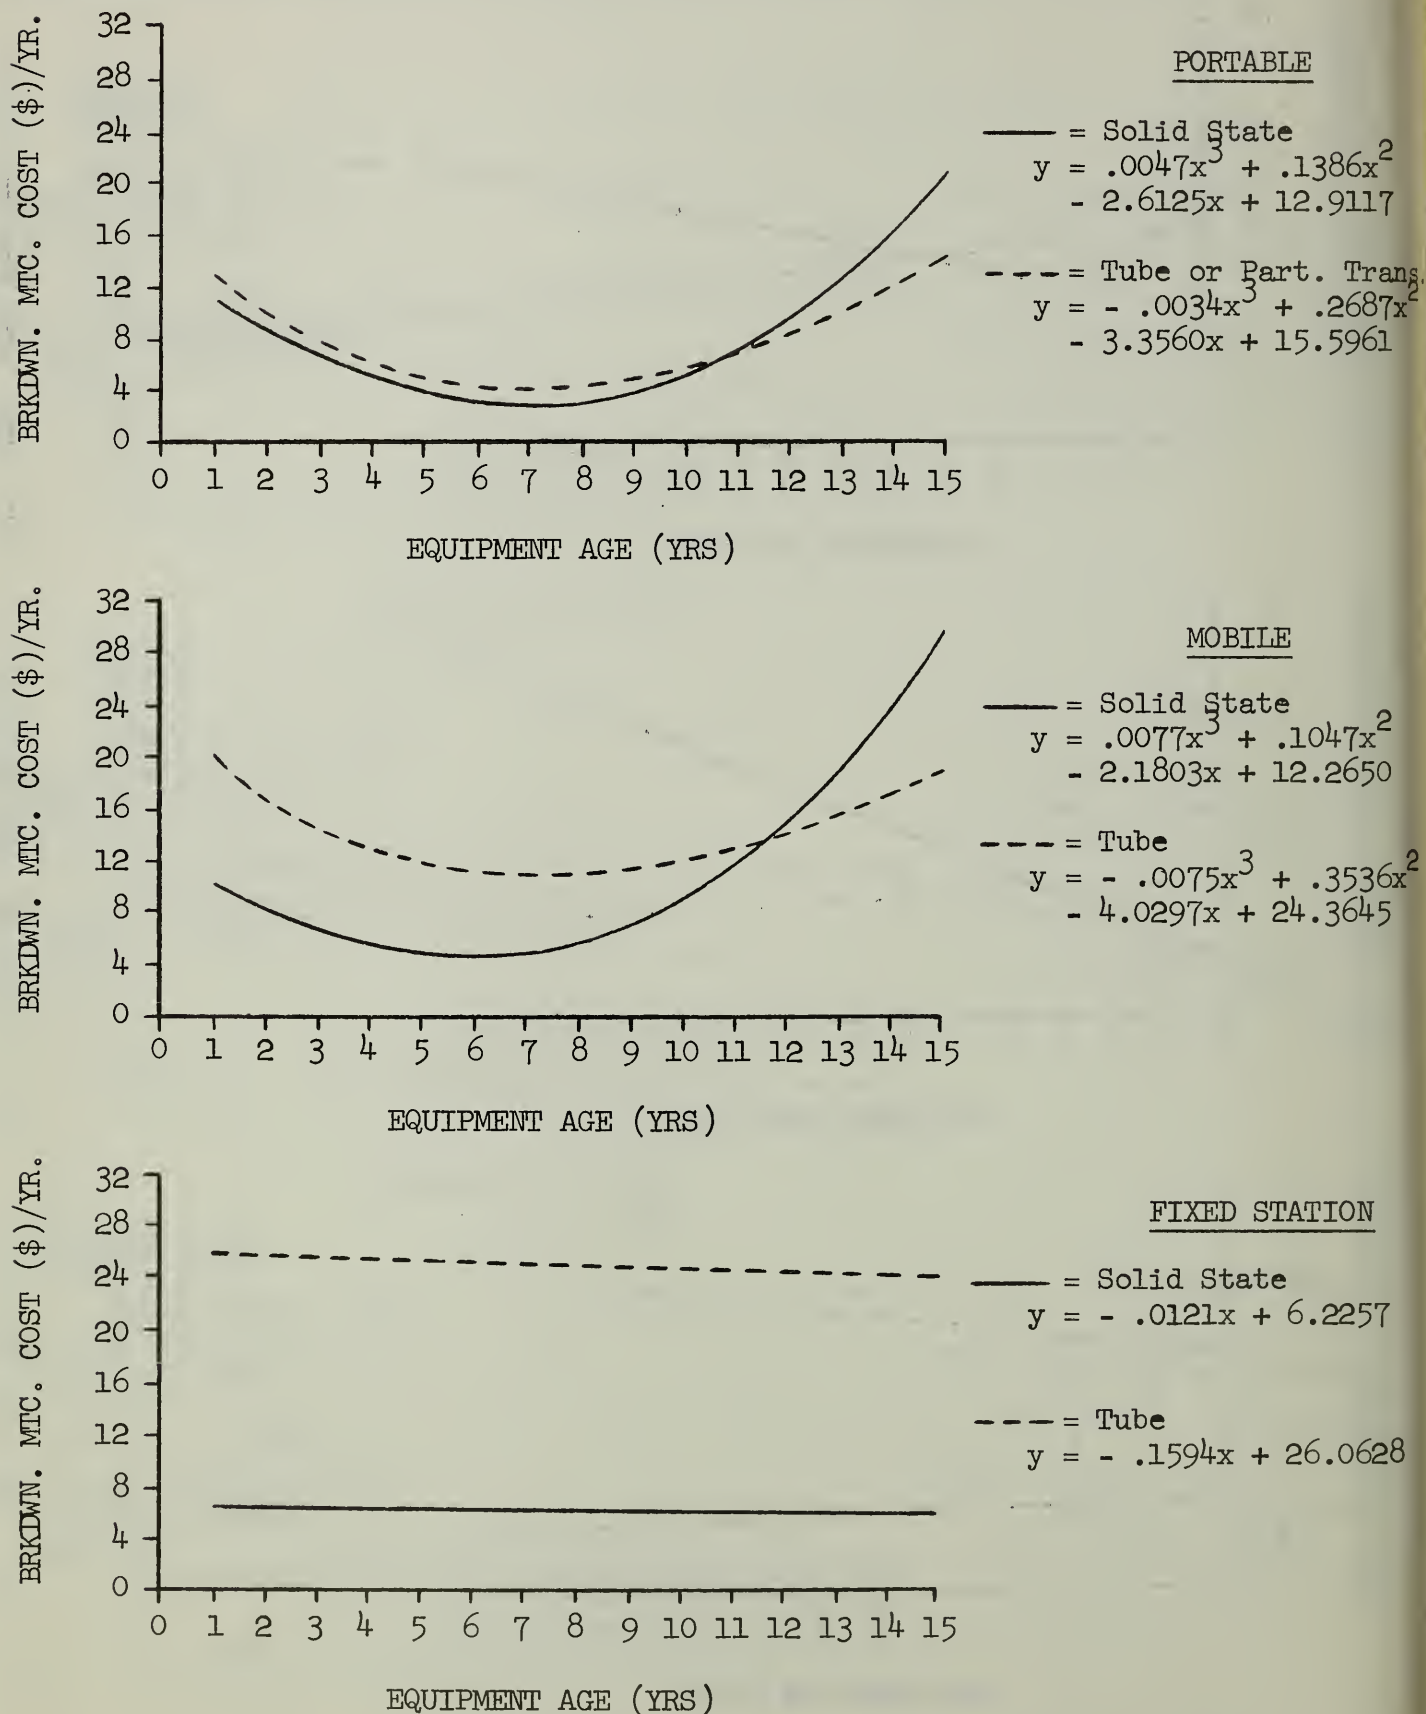 BRKDWN. MTC. COST ($)/YR.
32
28
24
20
16
12
8
4
0
0 1 2 3 4 5 6 7 8 9 10 11 12 13 14 15
EQUIPMENT AGE (YRS)
PORTABLE
= Solid State
y = .0047x³ + .1386x²
- 2.6125x + 12.9117
= Tube or Part. Trans.
y = - .0034x³ + .2687x²
- 3.3560x + 15.5961
BRKDWN. MTC. COST ($)/YR.
32
28
24
20
16
12
8
4
0
0 1 2 3 4 5 6 7 8 9 10 11 12 13 14 15
EQUIPMENT AGE (YRS)
MOBILE
= Solid State
y = .0077x³ + .1047x²
- 2.1803x + 12.2650
= Tube
y = - .0075x³ + .3536x²
- 4.0297x + 24.3645
BRKDWN. MTC. COST ($)/YR.
32
28
24
20
16
12
8
4
0
0 1 2 3 4 5 6 7 8 9 10 11 12 13 14 15
EQUIPMENT AGE (YRS)
FIXED STATION
= Solid State
y = - .0121x + 6.2257
= Tube
y = - .1594x + 26.0628